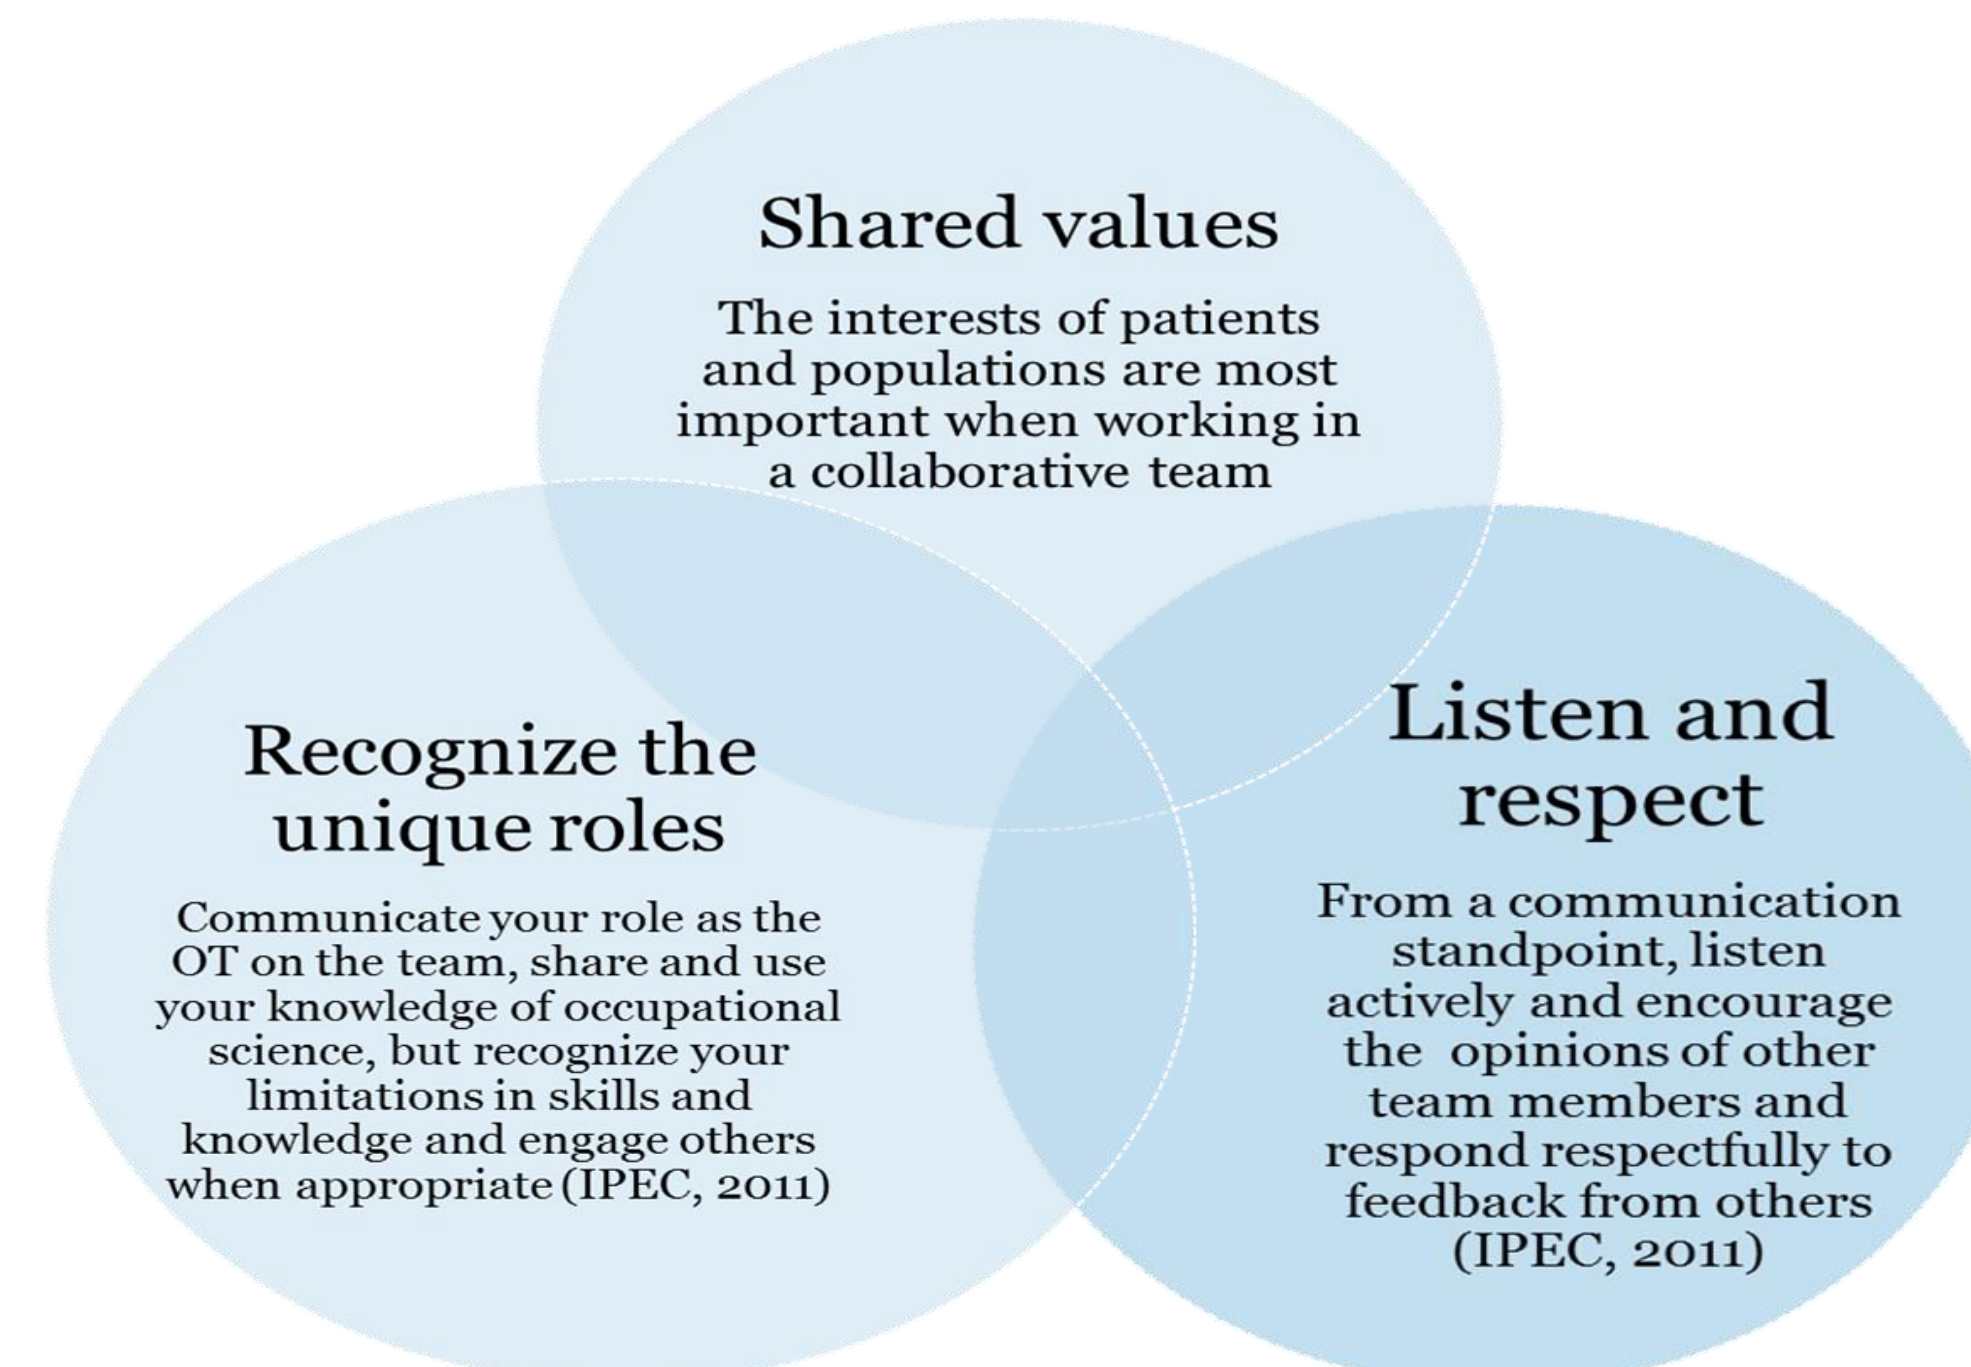 Shared values
The interests of patients
and populations are most
important when working in
a collaborative team
Recognize the
unique roles
Communicate your role as the
OT on the team, share and use
your knowledge of occupational
science, but recognize your
limitations in skills and
knowledge and engage others
when appropriate (IPEC, 2011)
Listen and
respect
From a communication
standpoint, listen
actively and encourage
the opinions of other
team members and
respond respectfully to
feedback from others
(IPEC, 2011)